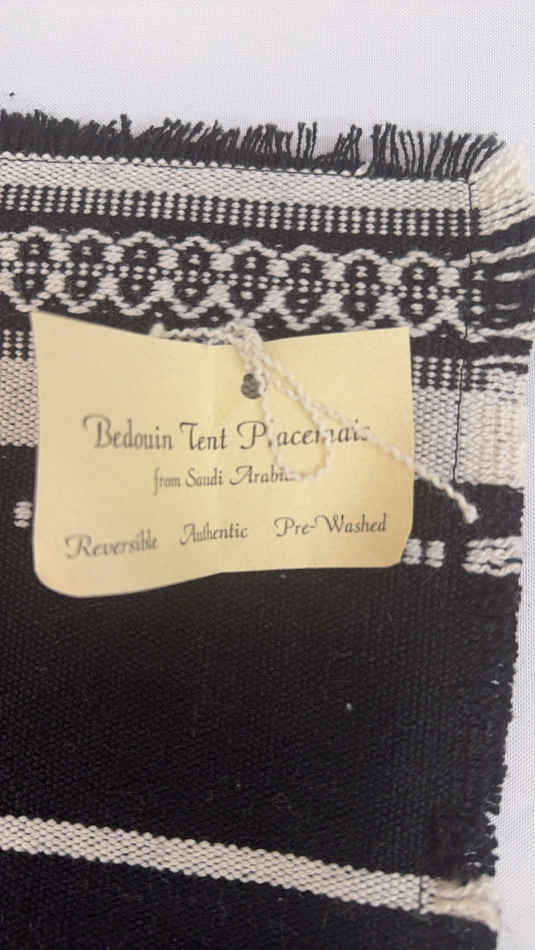 Bedouin Tent Placemats
from Saudi Arabia
Reversible Authentic Pre-Washed